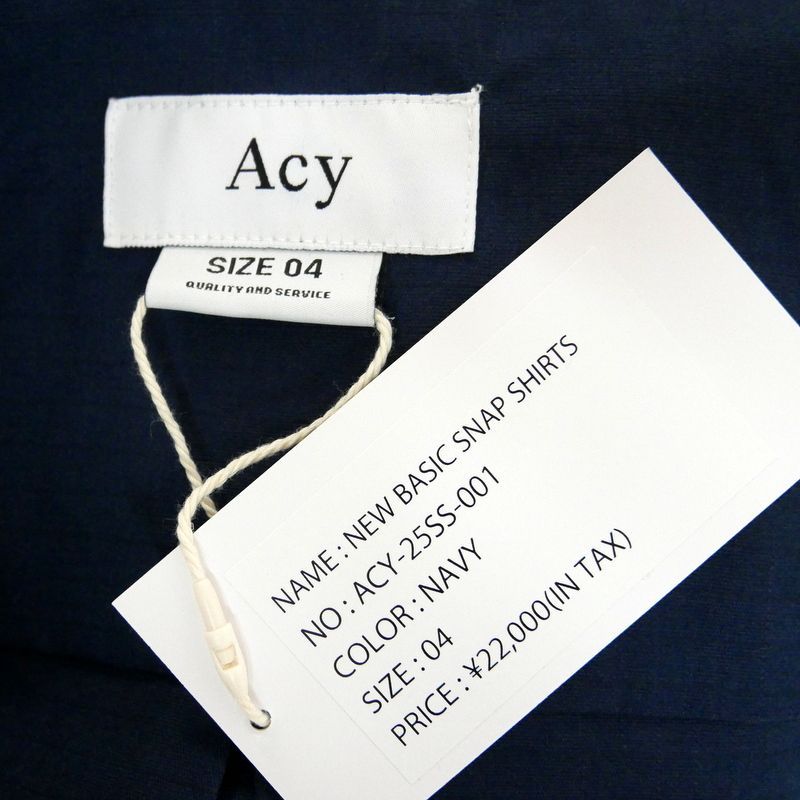 Acy
SIZE 04
QUALITY AND SERVICE
NAME : NEW BASIC SNAP SHIRTS
NO : ACY-25SS-001
COLOR : NAVY
SIZE : 04
PRICE : ¥22,000(IN TAX)